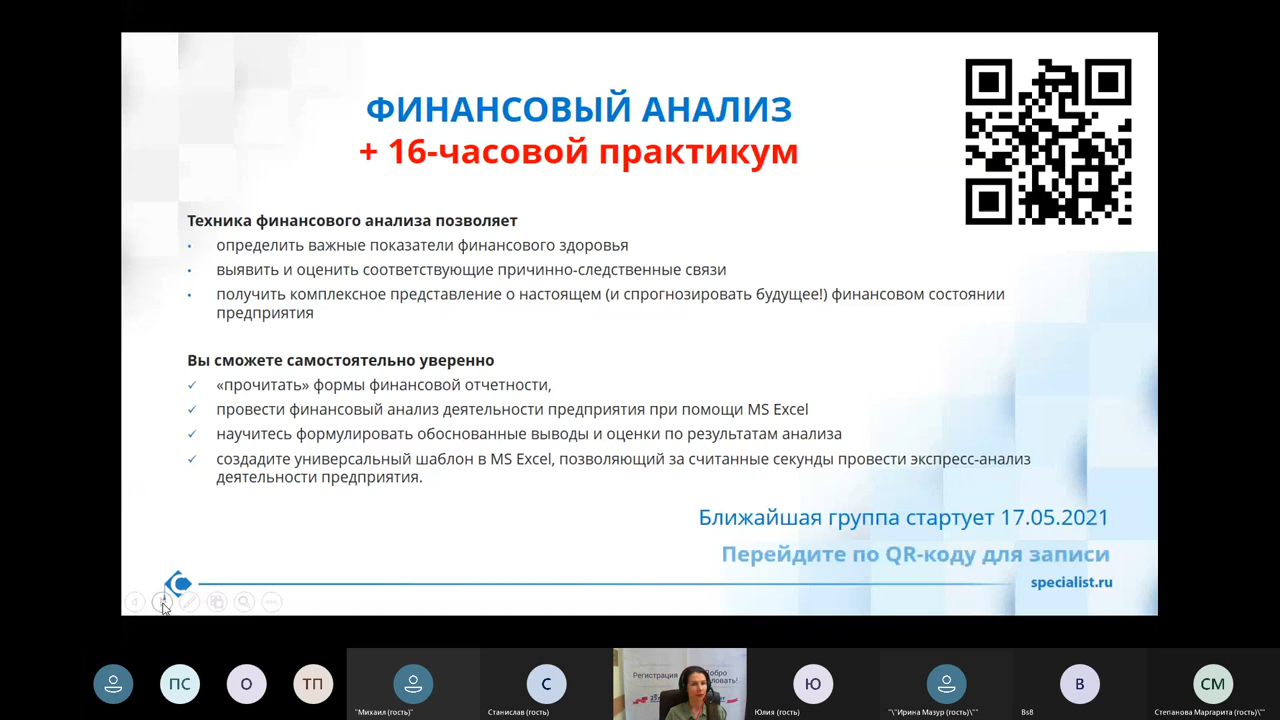 ФИНАНСОВЫЙ АНАЛИЗ
+ 16-часовой практикум
Техника финансового анализа позволяет
• определить важные показатели финансового здоровья
• выявить и оценить соответствующие причинно-следственные связи
• получить комплексное представление о настоящем (и спрогнозировать будущее!) финансовом состоянии
предприятия
Вы сможете самостоятельно уверенно
✓ «прочитать» формы финансовой отчетности,
✓ провести финансовый анализ деятельности предприятия при помощи MS Excel
✓ научитесь формулировать обоснованные выводы и оценки по результатам анализа
✓ создадите универсальный шаблон в MS Excel, позволяющий за считанные секунды провести экспресс-анализ
деятельности предприятия.
Ближайшая группа стартует 17.05.2021
Перейдите по QR-коду для записи
specialist.ru
ПС
О
ТП
"Михаил (гость)"
С
Станислав (гость)
Регистрация
Ю
Юлия (гость)
"\"Ирина Мазур (гость)\""
B
Bs8
СМ
Степанова Маргарита (гость)\""